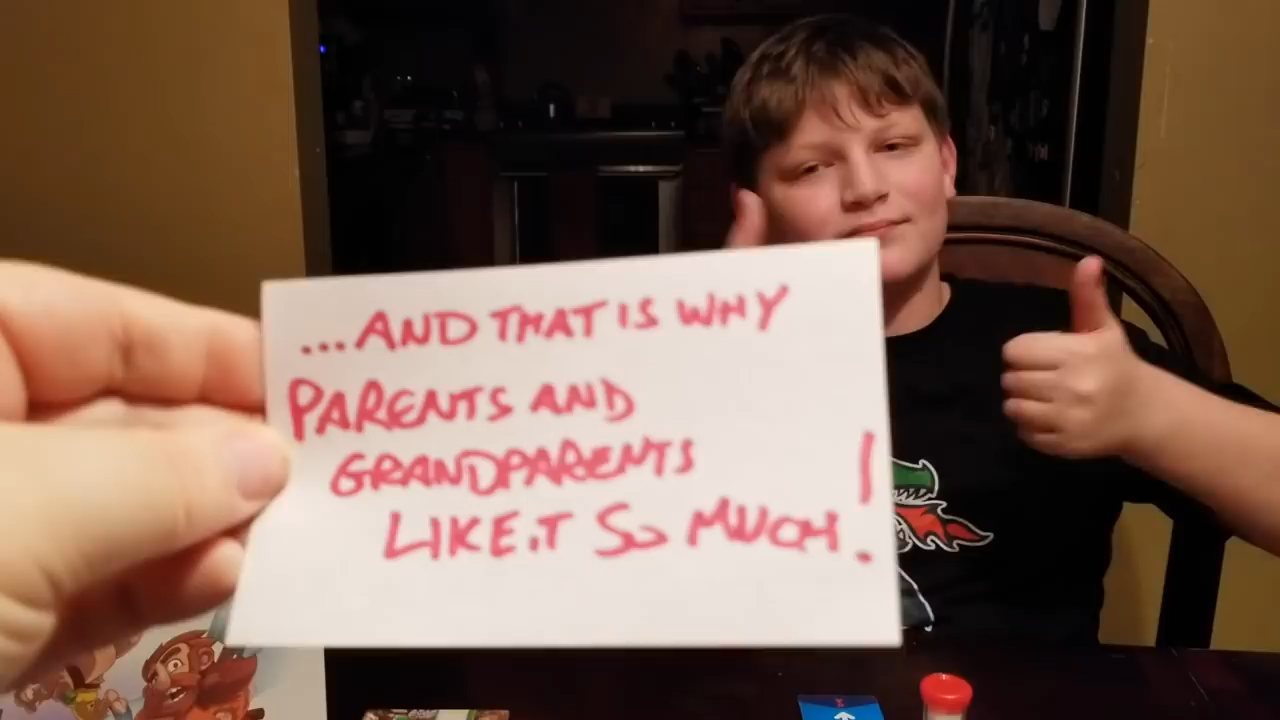 ...AND THAT IS WHY
PARENTS AND
GRANDPARENTS
LIKE iT SO MUCH!